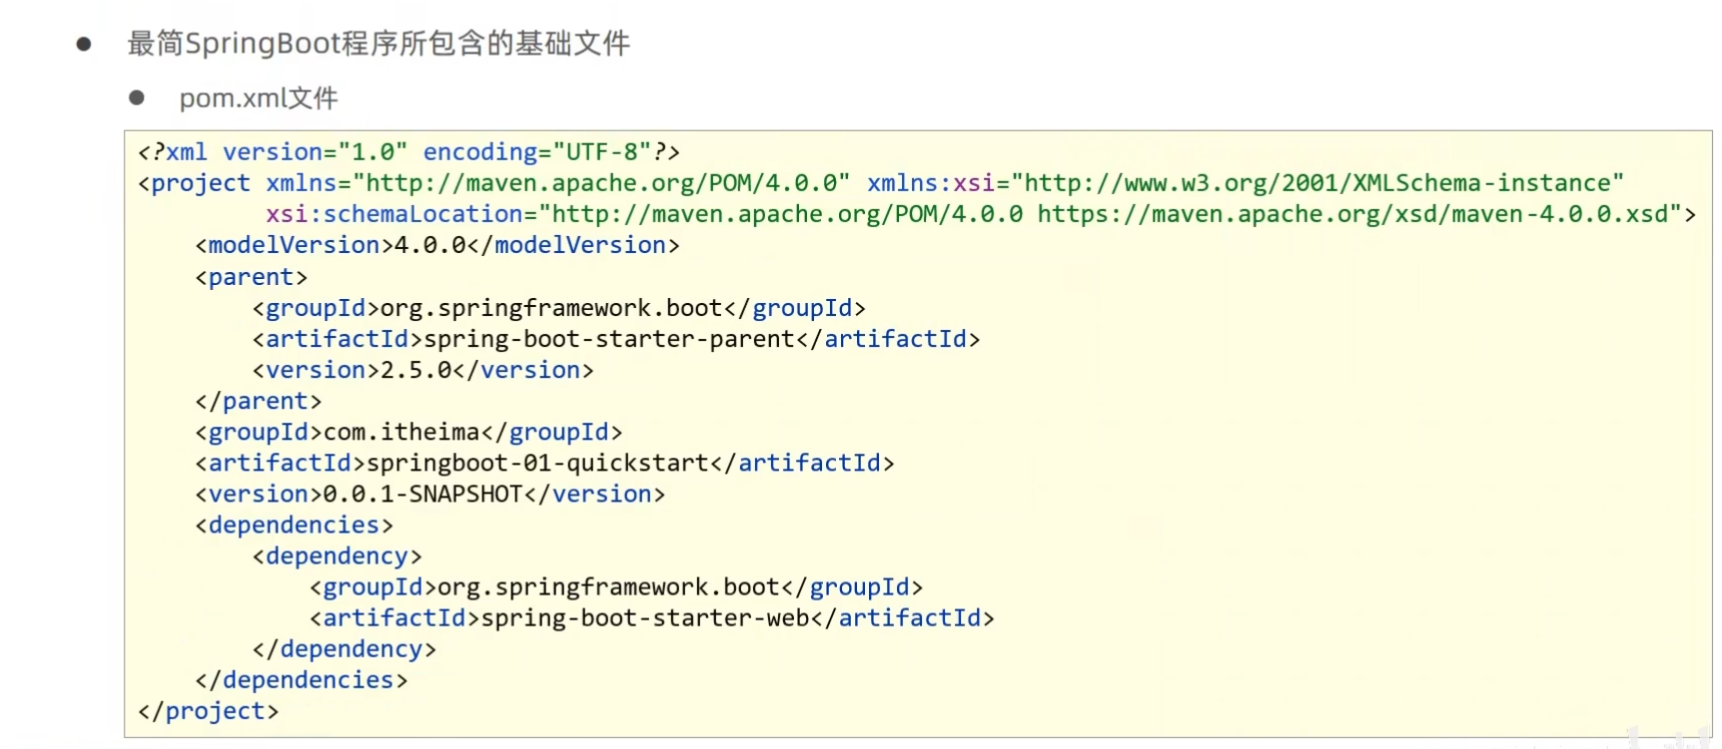 ● 最简SpringBoot程序所包含的基础文件
● pom.xml文件
<?xml version="1.0" encoding="UTF-8"?>
<project xmlns="http://maven.apache.org/POM/4.0.0" xmlns:xsi="http://www.w3.org/2001/XMLSchema-instance"
         xsi:schemaLocation="http://maven.apache.org/POM/4.0.0 https://maven.apache.org/xsd/maven-4.0.0.xsd">
    <modelVersion>4.0.0</modelVersion>
    <parent>
        <groupId>org.springframework.boot</groupId>
        <artifactId>spring-boot-starter-parent</artifactId>
        <version>2.5.0</version>
    </parent>
    <groupId>com.itheima</groupId>
    <artifactId>springboot-01-quickstart</artifactId>
    <version>0.0.1-SNAPSHOT</version>
    <dependencies>
        <dependency>
            <groupId>org.springframework.boot</groupId>
            <artifactId>spring-boot-starter-web</artifactId>
        </dependency>
    </dependencies>
</project>